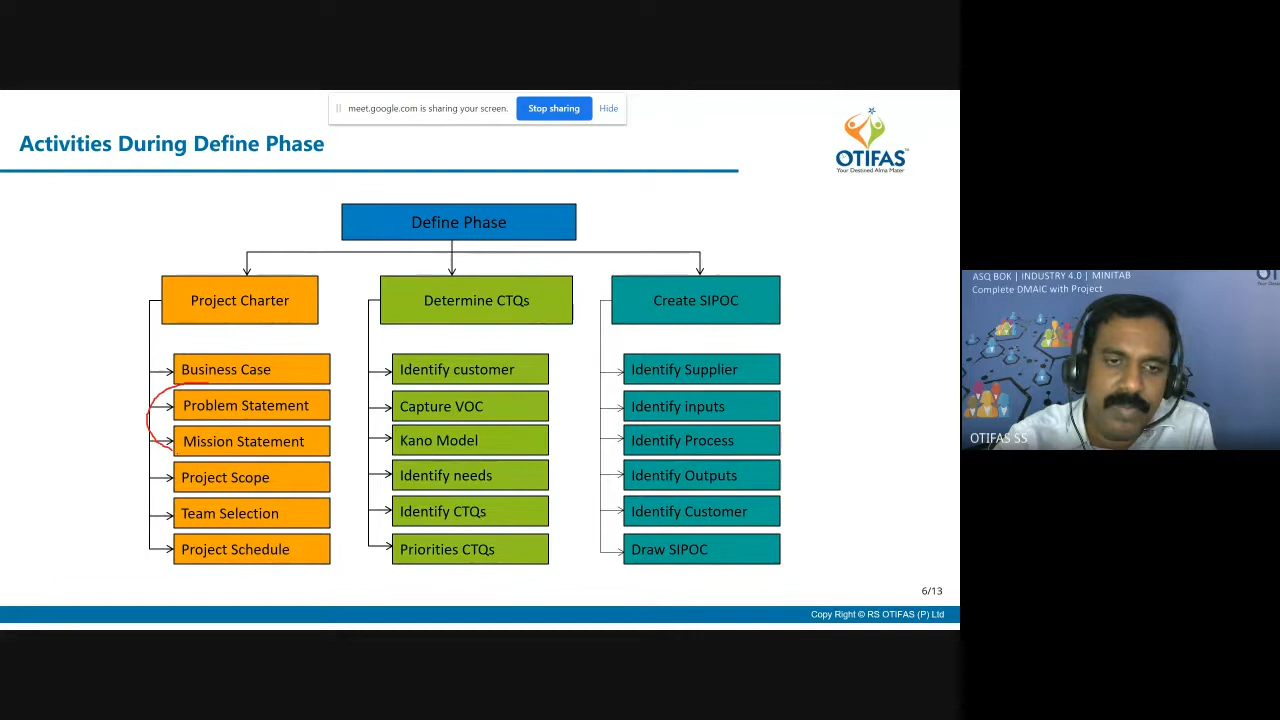 meet.google.com is sharing your screen.
Stop sharing
Hide
Activities During Define Phase
OTIFAS
Your Destined Alma Mater
Define Phase
Project Charter
Business Case
Problem Statement
Mission Statement
Project Scope
Team Selection
Project Schedule
Determine CTQs
Identify customer
Capture VOC
Kano Model
Identify needs
Identify CTQs
Priorities CTQs
Create SIPOC
Identify Supplier
Identify inputs
Identify Process
Identify Outputs
Identify Customer
Draw SIPOC
6/13
Copy Right © RS OTIFAS (P) Ltd
ASQ BOK | INDUSTRY 4.0 | MINITAB
Complete DMAIC with Project
OTIFAS SS